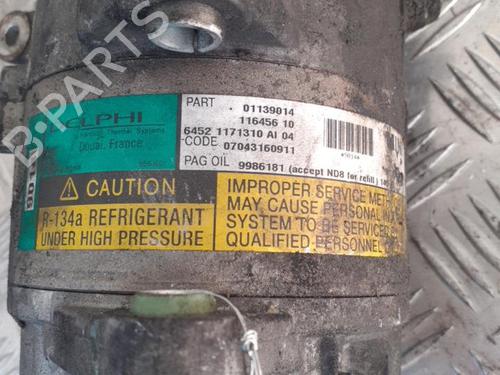 DELPHI
Thermal Systems
Douai, France
PART 01139014
116456 10
6452 1171310 AI 04
CODE 07043160911
PAG OIL 9986181 (accept ND8 for refill)
CAUTION
R-134a REFRIGERANT
UNDER HIGH PRESSURE
IMPROPER SERVICE
MAY CAUSE PERSONAL
SYSTEM TO BE SERVICED
QUALIFIED PERSONNEL
B-Parts